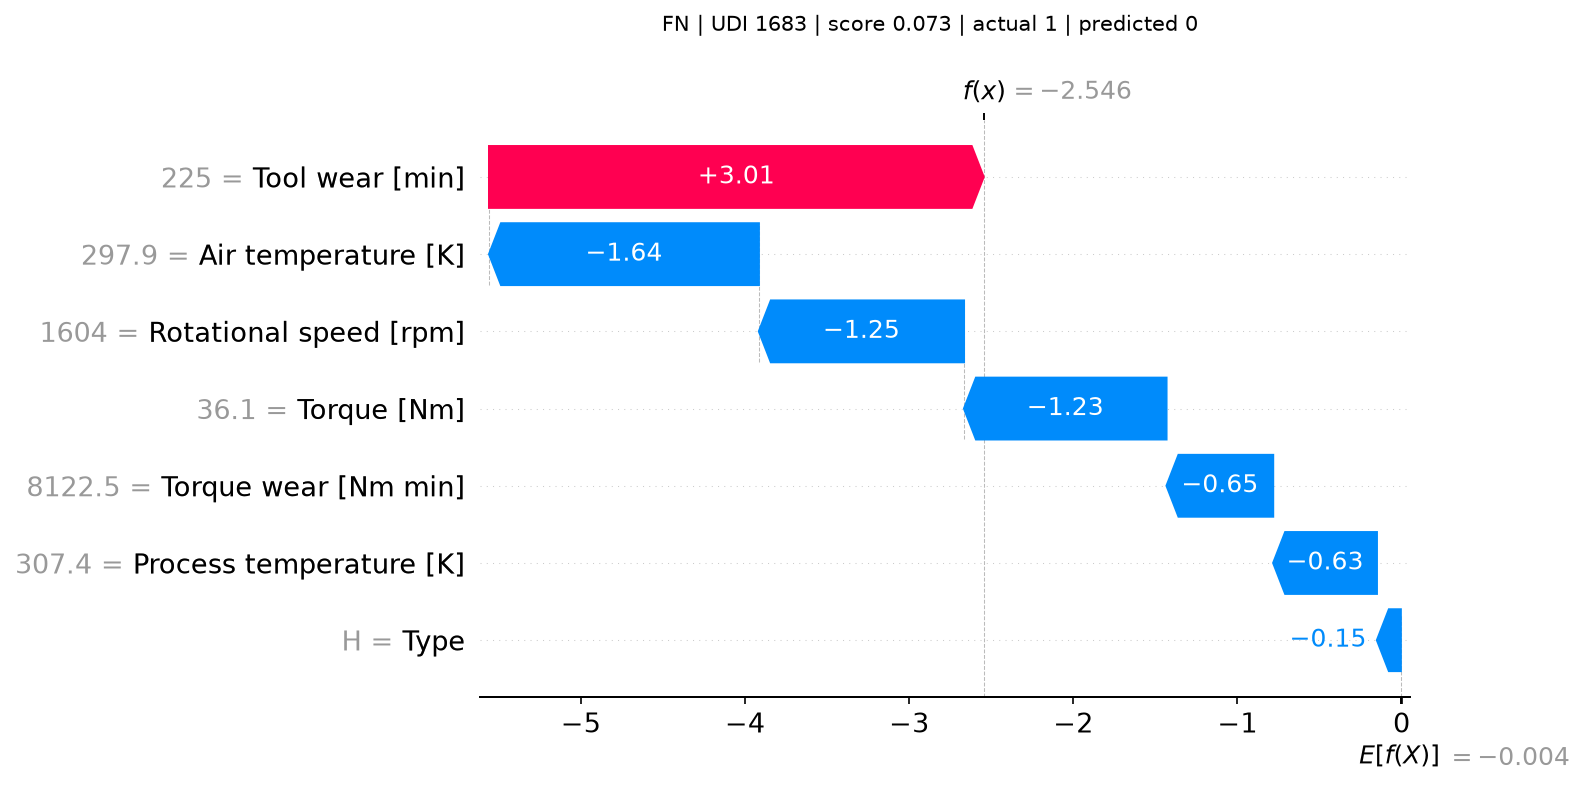 FN | UDI 1683 | score 0.073 | actual 1 | predicted 0
f(x) = −2.546
225 = Tool wear [min] +3.01
297.9 = Air temperature [K] −1.64
1604 = Rotational speed [rpm] −1.25
36.1 = Torque [Nm] −1.23
8122.5 = Torque wear [Nm min] −0.65
307.4 = Process temperature [K] −0.63
H = Type −0.15
−5 −4 −3 −2 −1 0
E[f(X)] = −0.004